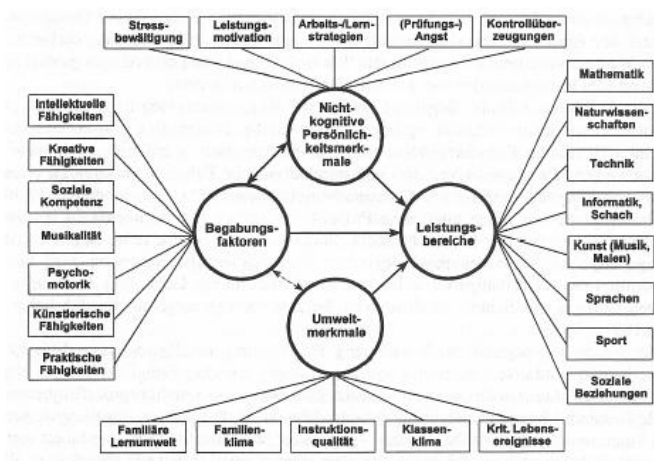 Stress-
bewältigung
Leistungs-
motivation
Arbeits-/Lern-
strategien
(Prüfungs-)
Angst
Kontrollüber-
zeugungen
Nicht-
kognitive
Persönlich-
keitsmerk-
male
Intellektuelle
Fähigkeiten
Kreative
Fähigkeiten
Soziale
Kompetenz
Musikalität
Psycho-
motorik
Künstlerische
Fähigkeiten
Praktische
Fähigkeiten
Begabungs-
faktoren
Leistungs-
bereiche
Mathematik
Naturwissen-
schaften
Technik
Informatik,
Schach
Kunst (Musik,
Malen)
Sprachen
Sport
Soziale
Beziehungen
Umwelt-
merkmale
Familiäre
Lernumwelt
Familien-
klima
Instruktions-
qualität
Klassen-
klima
Krit. Lebens-
ereignisse